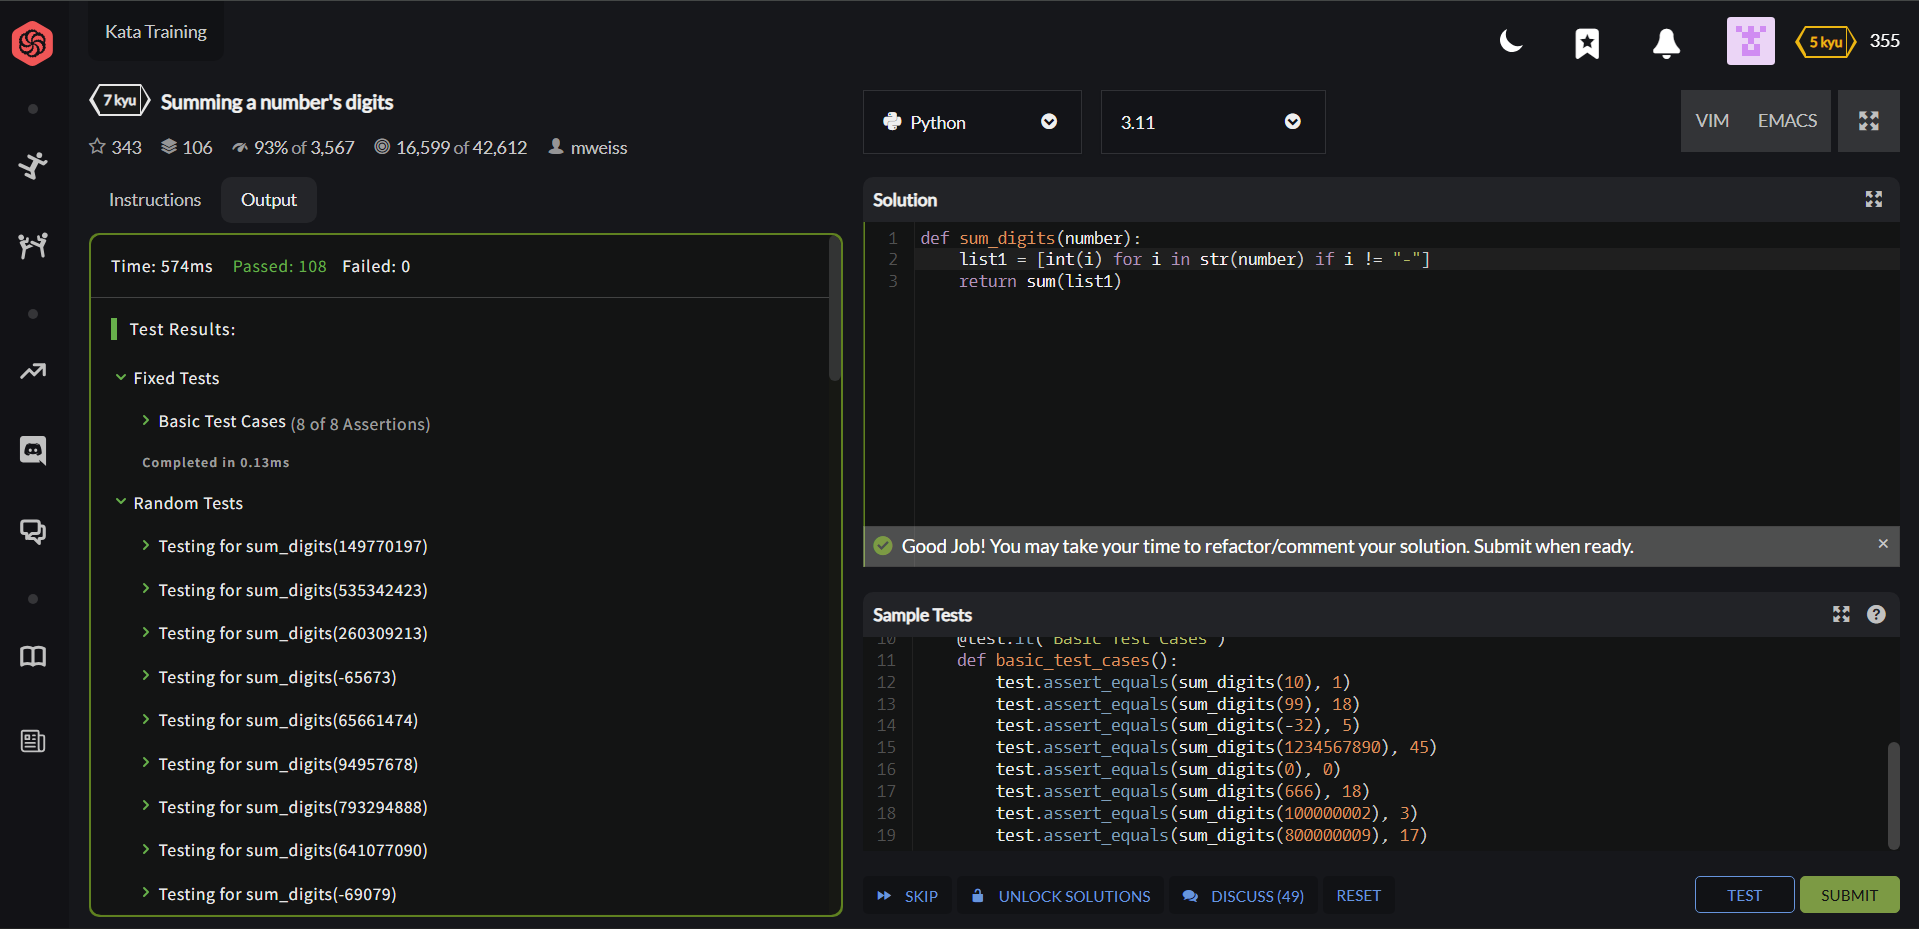 Kata Training
5 kyu 355
7 kyu Summing a number's digits
343 106 93% of 3,567 16,599 of 42,612 mweiss
Instructions Output
Time: 574ms Passed: 108 Failed: 0
Test Results:
Fixed Tests
Basic Test Cases (8 of 8 Assertions)
Completed in 0.13ms
Random Tests
Testing for sum_digits(149770197)
Testing for sum_digits(535342423)
Testing for sum_digits(260309213)
Testing for sum_digits(-65673)
Testing for sum_digits(65661474)
Testing for sum_digits(94957678)
Testing for sum_digits(793294888)
Testing for sum_digits(641077090)
Testing for sum_digits(-69079)
Python 3.11 VIM EMACS
Solution
1 def sum_digits(number):
2     list1 = [int(i) for i in str(number) if i != "-"]
3     return sum(list1)
Good Job! You may take your time to refactor/comment your solution. Submit when ready. ×
Sample Tests ?
10     @test.it("Basic Test Cases")
11     def basic_test_cases():
12         test.assert_equals(sum_digits(10), 1)
13         test.assert_equals(sum_digits(99), 18)
14         test.assert_equals(sum_digits(-32), 5)
15         test.assert_equals(sum_digits(1234567890), 45)
16         test.assert_equals(sum_digits(0), 0)
17         test.assert_equals(sum_digits(666), 18)
18         test.assert_equals(sum_digits(100000002), 3)
19         test.assert_equals(sum_digits(800000009), 17)
SKIP UNLOCK SOLUTIONS DISCUSS (49) RESET TEST SUBMIT